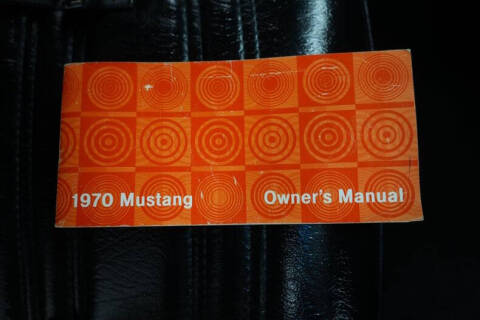 1970 Mustang Owner's Manual